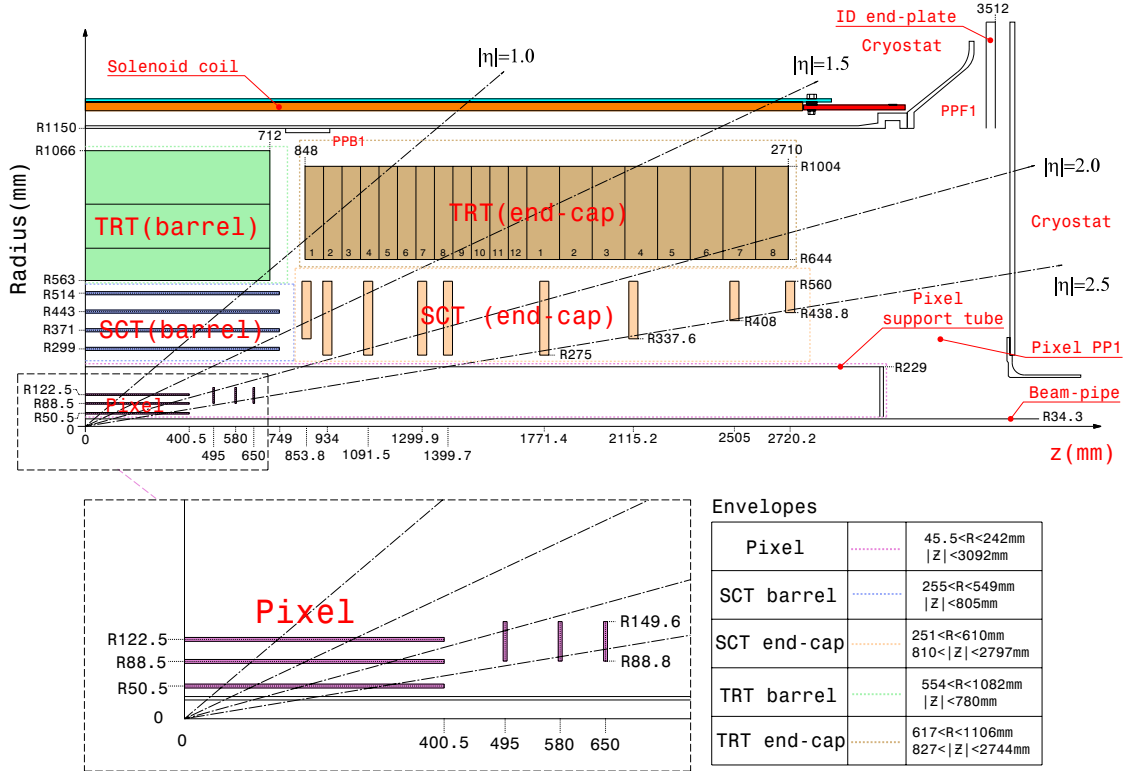 3512
ID end-plate
Cryostat
|η|=1.0
|η|=1.5
Solenoid coil
PPF1
R1150
712
PPB1
R1066
848
2710
R1004
|η|=2.0
TRT(barrel)
TRT(end-cap)
Cryostat
Radius(mm)
1 2 3 4 5 6 7 8 9 10 11 12 1 2 3 4 5 6 7 8
R644
R563
R560
|η|=2.5
R514
R443
SCT(barrel)
SCT (end-cap)
R438.8
R408
Pixel
support tube
R371
R337.6
R299
R275
Pixel PP1
R229
R122.5
R88.5
Pixel
Beam-pipe
R50.5
R34.3
0
0 400.5 580 749 934 1299.9 1771.4 2115.2 2505 2720.2
495 650 853.8 1091.5 1399.7
z(mm)
Pixel
R149.6
R122.5
R88.5
R88.8
R50.5
0
0
400.5 495 580 650
Envelopes
Pixel
45.5<R<242mm
|Z|<3092mm
SCT barrel
255<R<549mm
|Z|<805mm
SCT end-cap
251<R<610mm
810<|Z|<2797mm
TRT barrel
554<R<1082mm
|Z|<780mm
TRT end-cap
617<R<1106mm
827<|Z|<2744mm